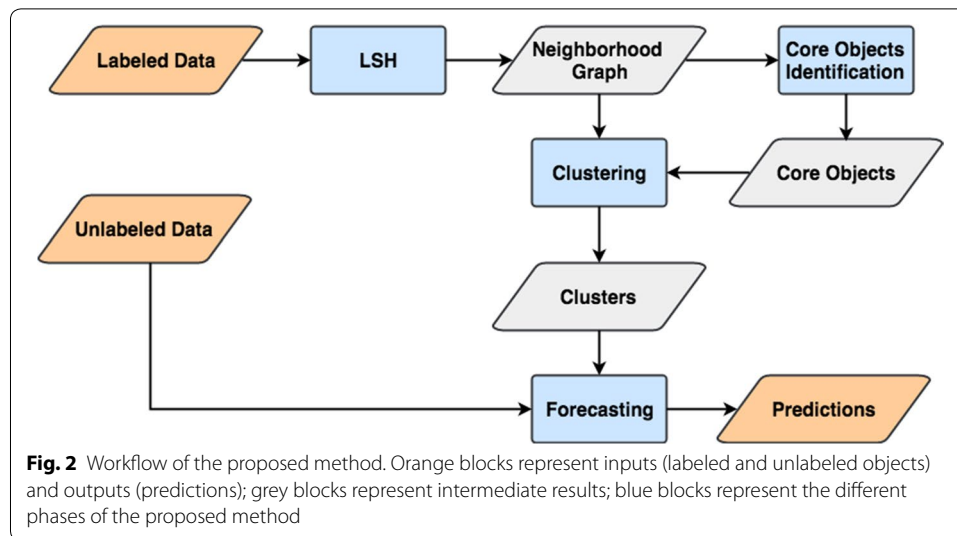 Labeled Data
LSH
Neighborhood
Graph
Core Objects
Identification
Clustering
Core Objects
Unlabeled Data
Clusters
Forecasting
Predictions
Fig. 2 Workflow of the proposed method. Orange blocks represent inputs (labeled and unlabeled objects)
and outputs (predictions); grey blocks represent intermediate results; blue blocks represent the different
phases of the proposed method